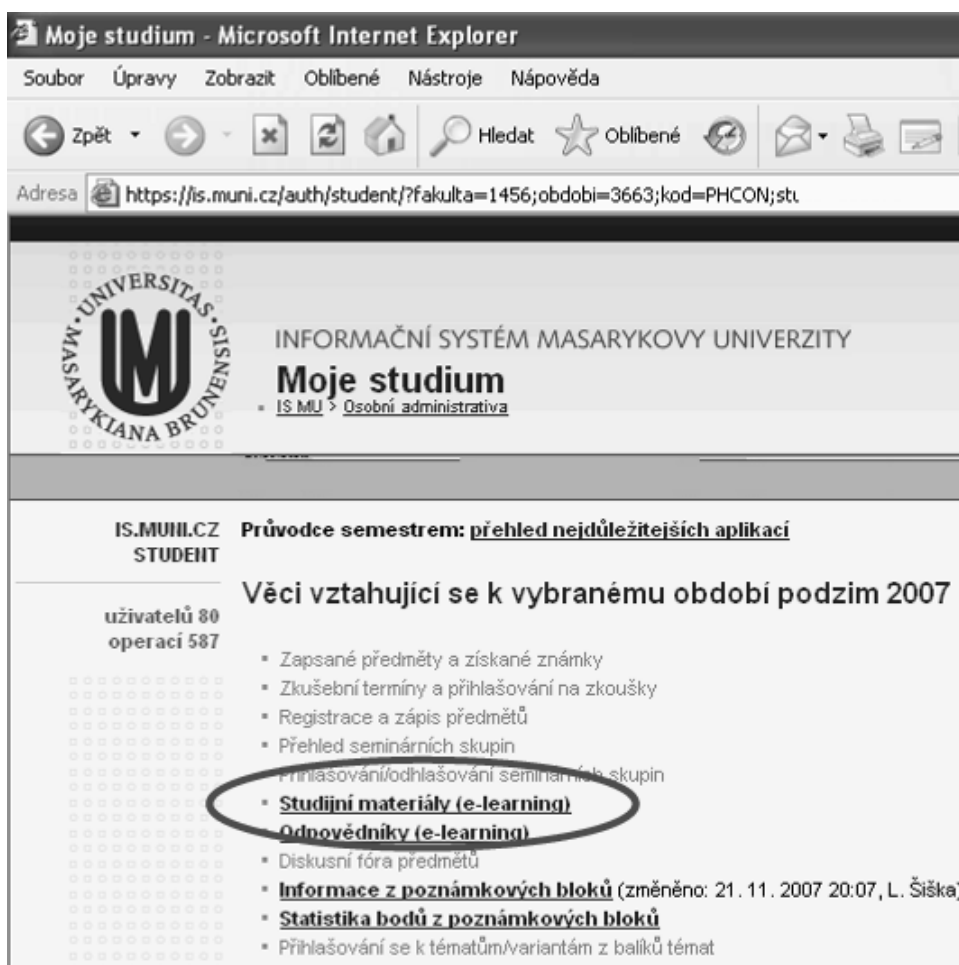 Moje studium - Microsoft Internet Explorer
Soubor Úpravy Zobrazit Oblíbené Nástroje Nápověda
Zpět Hledat Oblíbené
Adresa https://is.muni.cz/auth/student/?fakulta=1456;obdobi=3663;kod=PHCON;stu
UNIVERSITAS MASARYKIANA BRUNENSIS
MU
INFORMAČNÍ SYSTÉM MASARYKOVY UNIVERZITY
Moje studium
IS MU > Osobní administrativa
IS.MUNI.CZ
STUDENT
uživatelů 80
operací 587
Průvodce semestrem: přehled nejdůležitejších aplikací
Věci vztahující se k vybranému období podzim 2007
Zapsané předměty a získané známky
Zkušební termíny a přihlašování na zkoušky
Registrace a zápis předmětů
Přehled seminárních skupin
Přihlašování/odhlašování seminárních skupin
Studijní materiály (e-learning)
Odpovědníky (e-learning)
Diskusní fóra předmětů
Informace z poznámkových bloků (změněno: 21. 11. 2007 20:07, L. Šiška)
Statistika bodů z poznámkových bloků
Přihlašování se k tématům/variantám z balíků témat